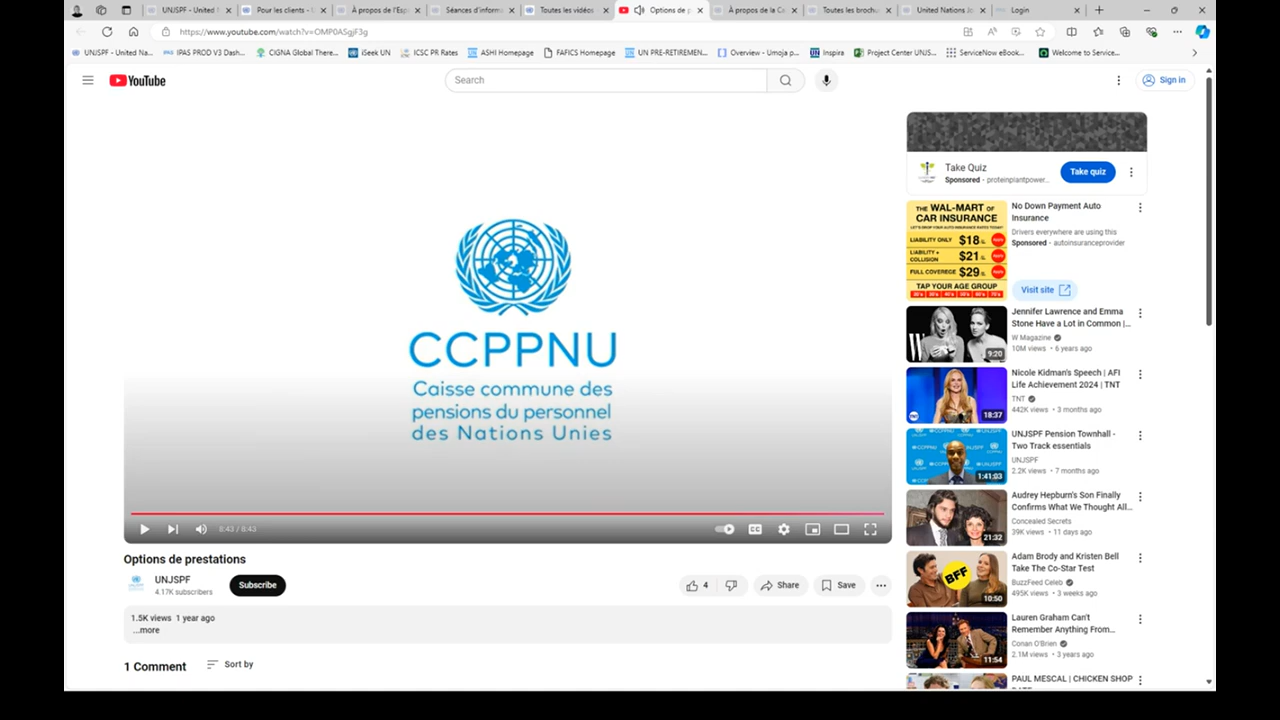 UNJSPF - United
Pour les clients -
À propos de l'Esp
Séances d'inform
Toutes les vidéos
Options de p
À propos de la C
Toutes les brochu
United Nations Jo
Login
https://www.youtube.com/watch?v=OMP0ASgjF3g
UNJSPF - United Na...
IPAS PROD V3 Dash...
CIGNA Global There...
iSeek UN
ICSC PR Rates
ASHI Homepage
FAFICS Homepage
UN PRE-RETIREMEN...
Overview - Umoja p...
Inspira
Project Center UNJS...
ServiceNow eBook...
Welcome to Service...
YouTube
Search
Sign in
CCPPNU
Caisse commune des
pensions du personnel
des Nations Unies
8:43 / 8:43
CC
Options de prestations
UNJSPF
4.17K subscribers
Subscribe
4
Share
Save
1.5K views 1 year ago
...more
1 Comment
Sort by
Take Quiz
Sponsored · proteinplantpower...
Take quiz
THE WAL-MART OF
CAR INSURANCE
LIABILITY ONLY $18
LIABILITY + COLLISION $21
FULL COVEREGE $29
TAP YOUR AGE GROUP
No Down Payment Auto
Insurance
Drivers everywhere are using this
Sponsored · autoinsuranceprovider
Visit site
W
9:20
Jennifer Lawrence and Emma
Stone Have a Lot in Common |...
W Magazine
10M views • 6 years ago
18:37
Nicole Kidman's Speech | AFI
Life Achievement 2024 | TNT
TNT
442K views • 3 months ago
1:41:03
UNJSPF Pension Townhall -
Two Track essentials
UNJSPF
2.2K views • 7 months ago
21:32
Audrey Hepburn's Son Finally
Confirms What We Thought All...
Concealed Secrets
39K views • 11 days ago
BFF
10:50
Adam Brody and Kristen Bell
Take The Co-Star Test
BuzzFeed Celeb
495K views • 3 weeks ago
11:54
Lauren Graham Can't
Remember Anything From...
Conan O'Brien
2.1M views • 3 years ago
PAUL MESCAL | CHICKEN SHOP